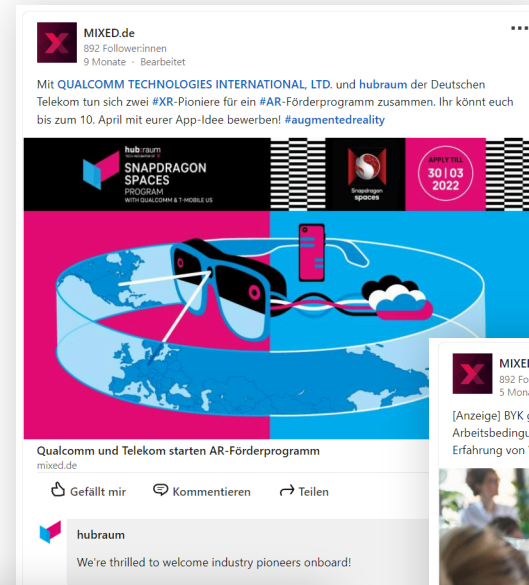 MIXED.de
892 Follower:innen
9 Monate · Bearbeitet
Mit QUALCOMM TECHNOLOGIES INTERNATIONAL, LTD. und hubraum der Deutschen
Telekom tun sich zwei #XR-Pioniere für ein #AR-Förderprogramm zusammen. Ihr könnt euch
bis zum 10. April mit eurer App-Idee bewerben! #augmentedreality
hub:raum
SNAPDRAGON
SPACES
PROGRAM
WITH QUALCOMM & T-MOBILE US
Snapdragon
spaces
APPLY TILL
30 | 03
2022
Qualcomm und Telekom starten AR-Förderprogramm
mixed.de
Gefällt mir
Kommentieren
Teilen
hubraum
We're thrilled to welcome industry pioneers onboard!
MIXE
892 Fo
5 Mona
[Anzeige] BYK
Arbeitsbedingu
Erfahrung von